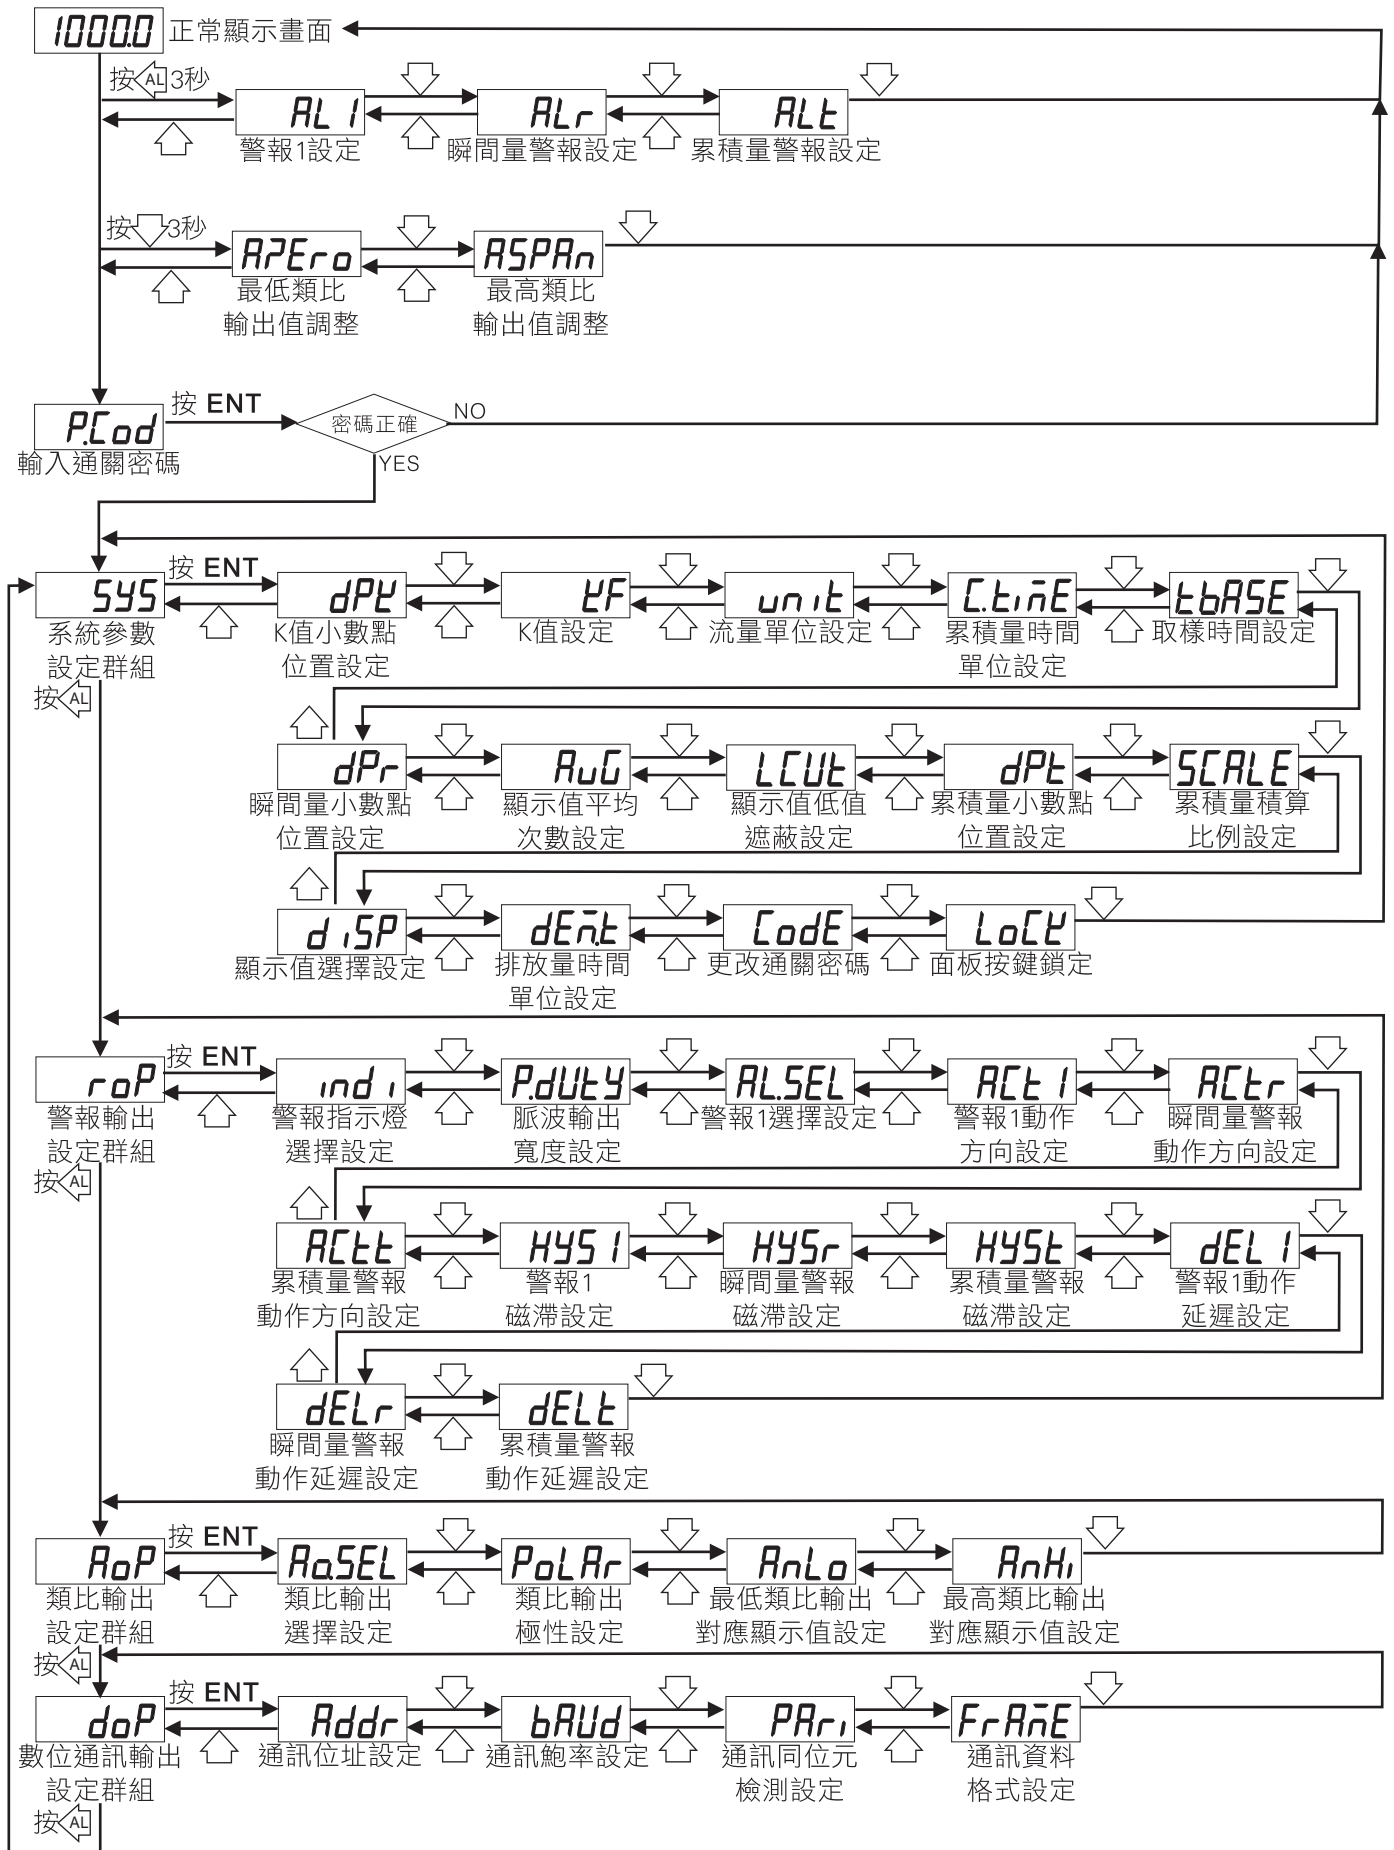 1000.0 正常顯示畫面
按 AL 3秒
AL1 ALr ALt
警報1設定 瞬間量警報設定 累積量警報設定
按 3秒
AZEro ASPAn
最低類比 最高類比
輸出值調整 輸出值調整
P.Cod 按 ENT 密碼正確 NO
輸入通關密碼 YES
SYS 按 ENT dPK KF unit C.timE tbASE
系統參數 K值小數點 K值設定 流量單位設定 累積量時間 取樣時間設定
設定群組 位置設定 單位設定
按 AL
dPr AvG LCUt dPt SCALE
瞬間量小數點 顯示值平均 顯示值低值 累積量小數點 累積量積算
位置設定 次數設定 遮蔽設定 位置設定 比例設定
diSP dEm.t CodE LoCK
顯示值選擇設定 排放量時間 更改通關密碼 面板按鍵鎖定
單位設定
roP 按 ENT indi P.dUtY AL.SEL ACt1 ACtr
警報輸出 警報指示燈 脈波輸出 警報1選擇設定 警報1動作 瞬間量警報
設定群組 選擇設定 寬度設定 方向設定 動作方向設定
按 AL
ACtt HYS1 HYSr HYSt dEL1
累積量警報 警報1 瞬間量警報 累積量警報 警報1動作
動作方向設定 磁滯設定 磁滯設定 磁滯設定 延遲設定
dELr dELt
瞬間量警報 累積量警報
動作延遲設定 動作延遲設定
AoP 按 ENT Ao.SEL PoLAr AnLo AnHi
類比輸出 類比輸出 類比輸出 最低類比輸出 最高類比輸出
設定群組 選擇設定 極性設定 對應顯示值設定 對應顯示值設定
按 AL
doP 按 ENT Addr bAUd PAri FrAmE
數位通訊輸出 通訊位址設定 通訊鮑率設定 通訊同位元 通訊資料
設定群組 檢測設定 格式設定
按 AL